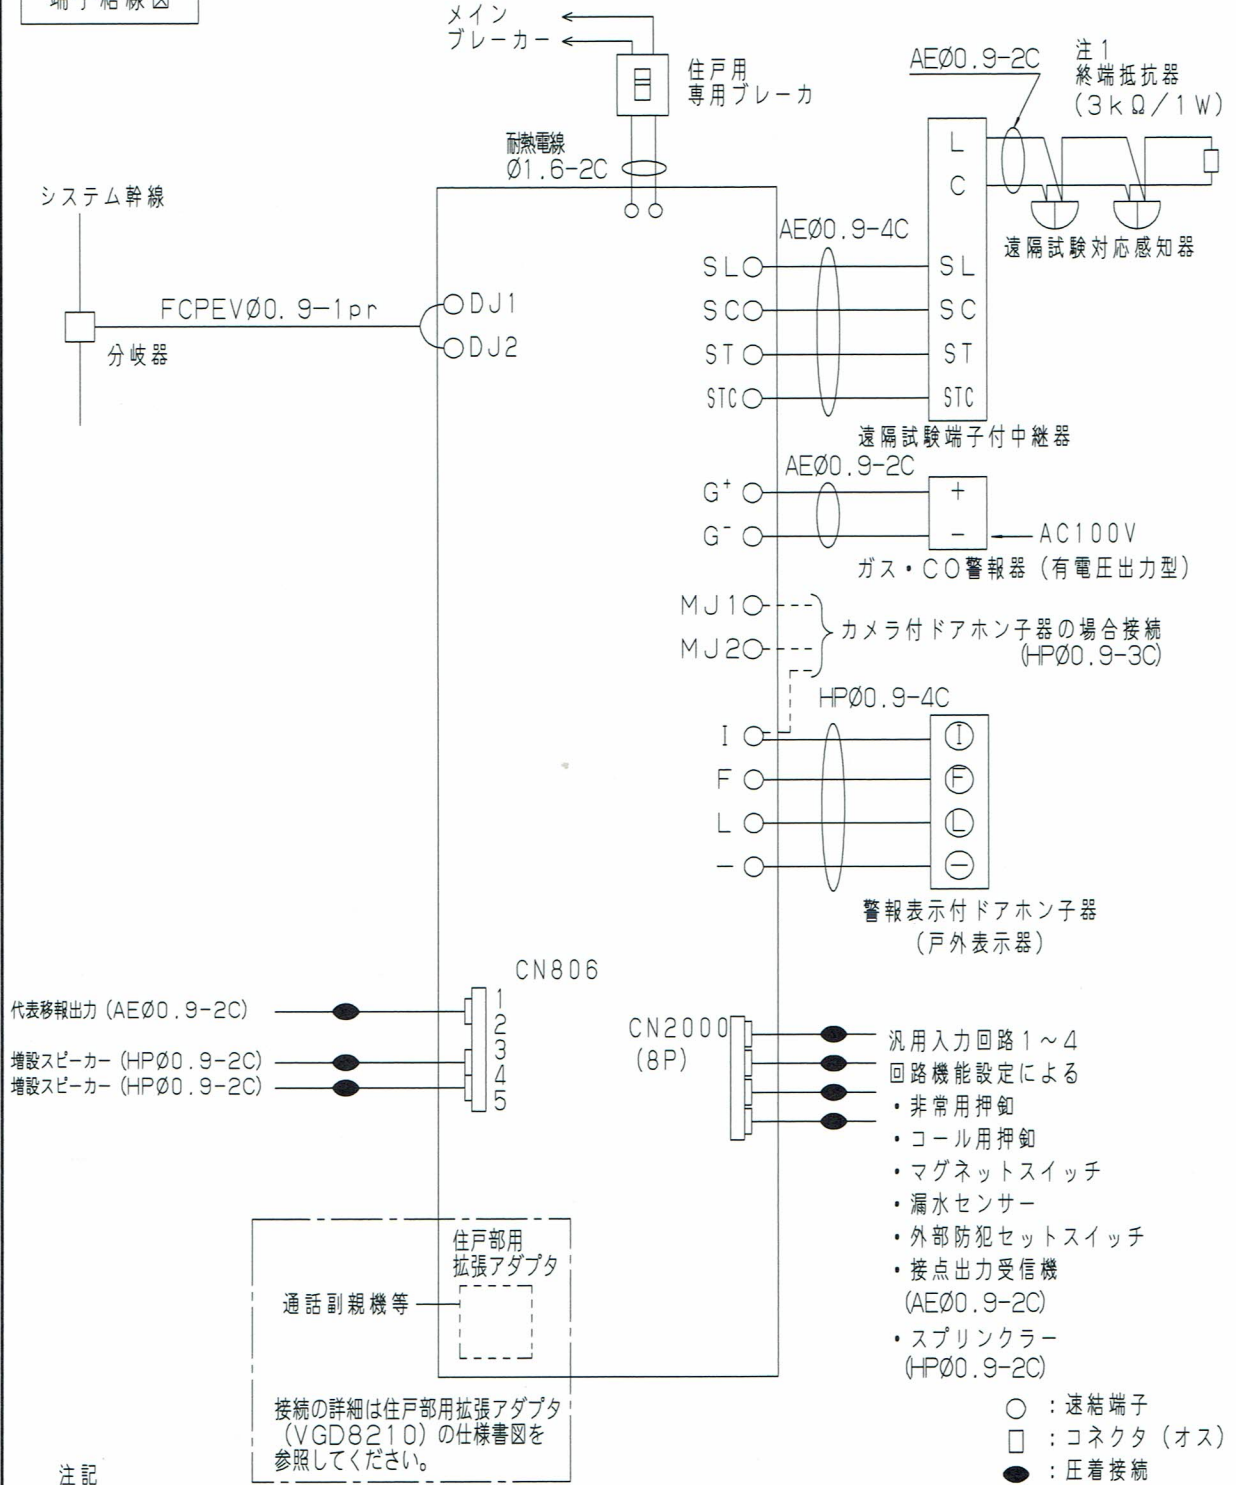 端子結線図
メイン
ブレーカー
住戸用
専用ブレーカ
耐熱電線
Ø1.6-2C
AEØ0.9-2C
注1
終端抵抗器
(3kΩ/1W)
L
C
遠隔試験対応感知器
システム幹線
FCPEVØ0.9-1pr
分岐器
DJ1
DJ2
AEØ0.9-4C
SL
SL
SC
SC
ST
ST
STC
STC
遠隔試験端子付中継器
AEØ0.9-2C
G⁺
+
G⁻
-
AC100V
ガス・CO警報器(有電圧出力型)
MJ1
MJ2
カメラ付ドアホン子器の場合接続
(HPØ0.9-3C)
HPØ0.9-4C
I
I
F
F
L
L
-
-
警報表示付ドアホン子器
(戸外表示器)
CN806
1
2
3
4
5
代表移報出力(AEØ0.9-2C)
増設スピーカー(HPØ0.9-2C)
増設スピーカー(HPØ0.9-2C)
CN2000
(8P)
汎用入力回路1~4
回路機能設定による
・非常用押釦
・コール用押釦
・マグネットスイッチ
・漏水センサー
・外部防犯セットスイッチ
・接点出力受信機
(AEØ0.9-2C)
・スプリンクラー
(HPØ0.9-2C)
住戸部用
拡張アダプタ
通話副親機等
接続の詳細は住戸部用拡張アダプタ
(VGD8210)の仕様書図を
参照してください。
○:速結端子
□:コネクタ(オス)
●:圧着接続
注記